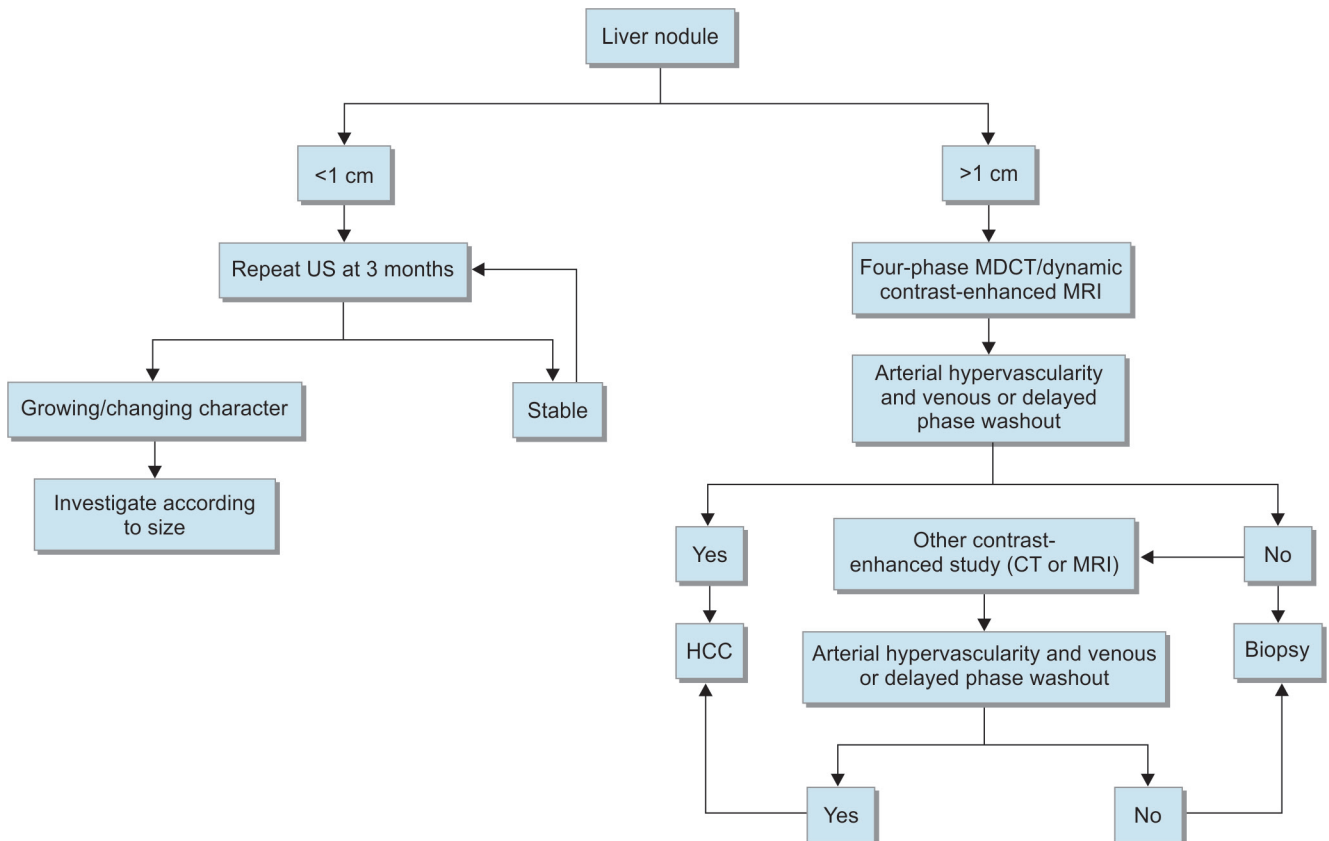 Liver nodule
<1 cm
>1 cm
Repeat US at 3 months
Four-phase MDCT/dynamic
contrast-enhanced MRI
Growing/changing character
Stable
Arterial hypervascularity
and venous or delayed
phase washout
Investigate according
to size
Yes
Other contrast-
enhanced study (CT or MRI)
No
HCC
Arterial hypervascularity and venous
or delayed phase washout
Biopsy
Yes
No